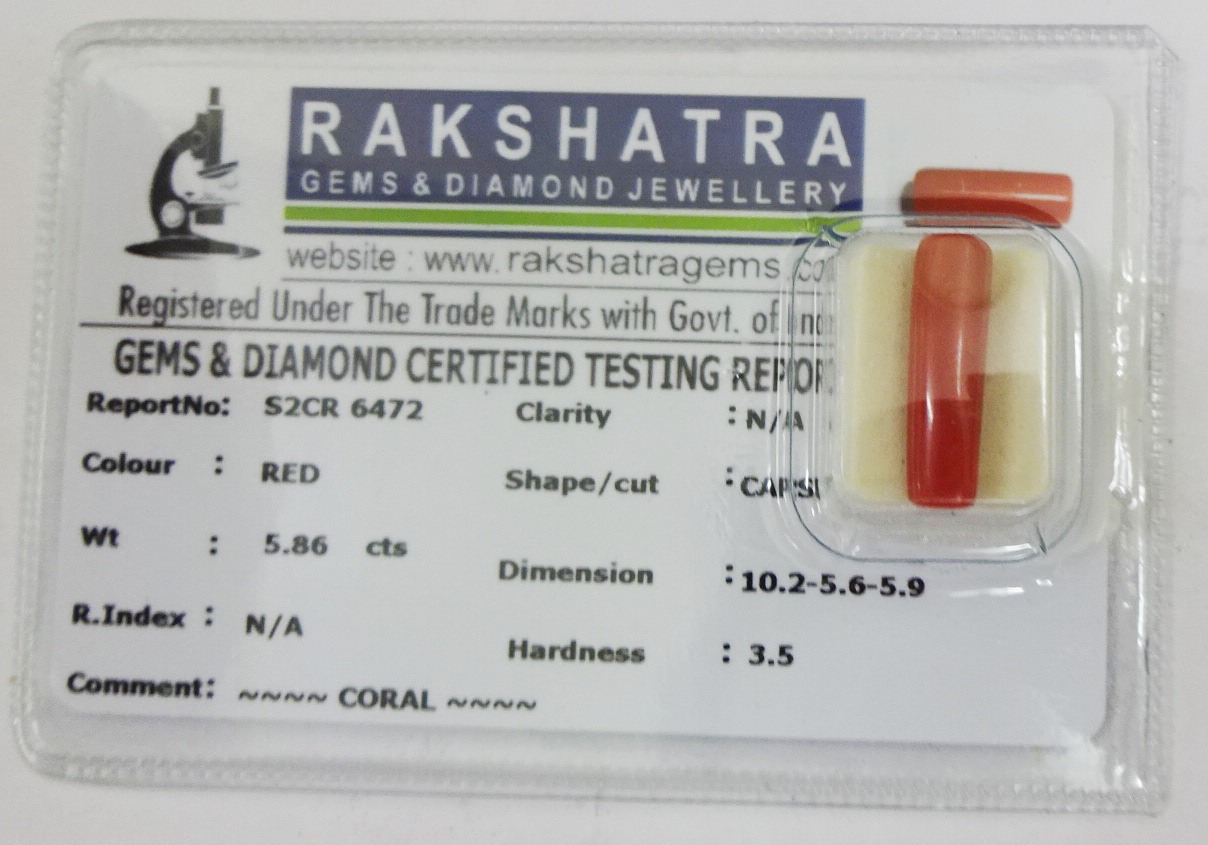 RAKSHATRA
GEMS & DIAMOND JEWELLERY
website : www.rakshatragems.co
Registered Under The Trade Marks with Govt. of
GEMS & DIAMOND CERTIFIED TESTING REPOR
ReportNo: S2CR 6472 Clarity : N/A
Colour : RED Shape/cut :
Wt : 5.86 cts Dimension : 10.2-5.6-5.9
R.Index : N/A Hardness : 3.5
Comment: ~~~~ CORAL ~~~~